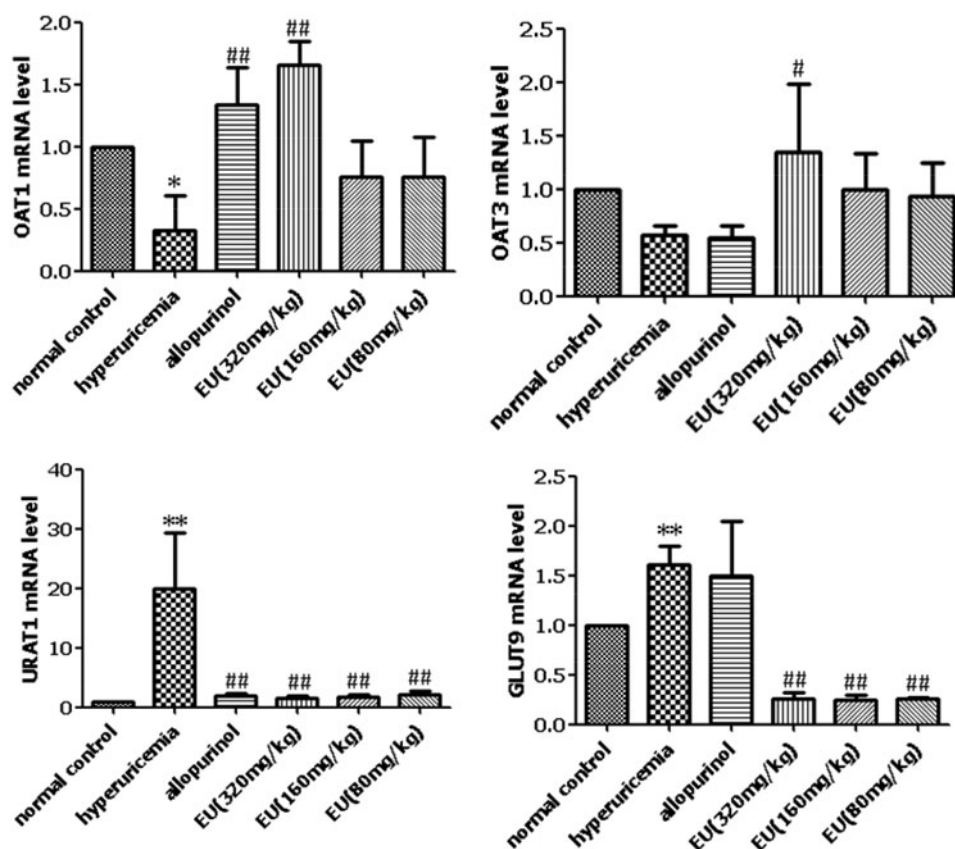 OAT1 mRNA level
2.0
1.5
1.0
0.5
0.0
*
##
##
normal control
hyperuricemia
allopurinol
EU(320mg/kg)
EU(160mg/kg)
EU(80mg/kg)
OAT3 mRNA level
2.5
2.0
1.5
1.0
0.5
0.0
#
normal control
hyperuricemia
allopurinol
EU(320mg/kg)
EU(160mg/kg)
EU(80mg/kg)
URAT1 mRNA level
40
30
20
10
0
**
##
##
##
##
normal control
hyperuricemia
allopurinol
EU(320mg/kg)
EU(160mg/kg)
EU(80mg/kg)
GLUT9 mRNA level
2.5
2.0
1.5
1.0
0.5
0.0
**
##
##
##
normal control
hyperuricemia
allopurinol
EU(320mg/kg)
EU(160mg/kg)
EU(80mg/kg)